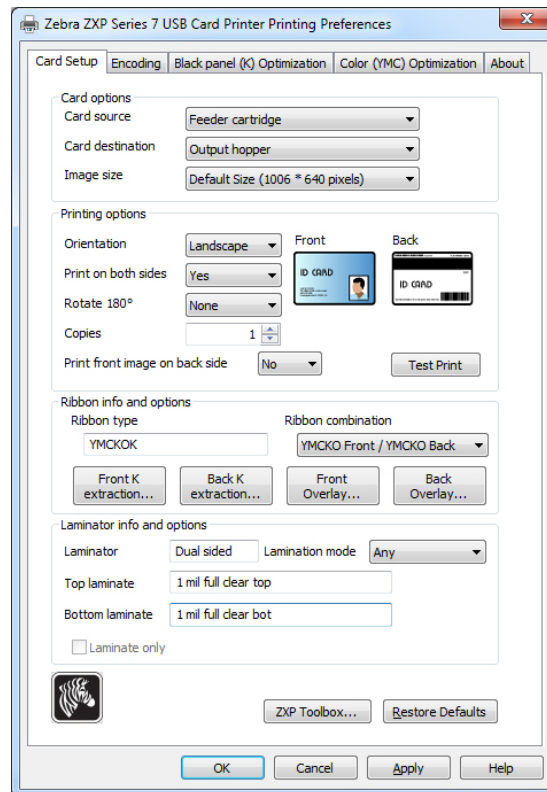 Zebra ZXP Series 7 USB Card Printer Printing Preferences
Card Setup Encoding Black panel (K) Optimization Color (YMC) Optimization About
Card options
Card source Feeder cartridge
Card destination Output hopper
Image size Default Size (1006 * 640 pixels)
Printing options
Orientation Landscape Front Back
Print on both sides Yes
ID CARD
ID CARD
Rotate 180° None
Copies 1
Print front image on back side No Test Print
Ribbon info and options
Ribbon type Ribbon combination
YMCKOK YMCKO Front / YMCKO Back
Front K Back K Front Back
extraction... extraction... Overlay... Overlay...
Laminator info and options
Laminator Dual sided Lamination mode Any
Top laminate 1 mil full clear top
Bottom laminate 1 mil full clear bot
Laminate only
ZXP Toolbox... Restore Defaults
OK Cancel Apply Help